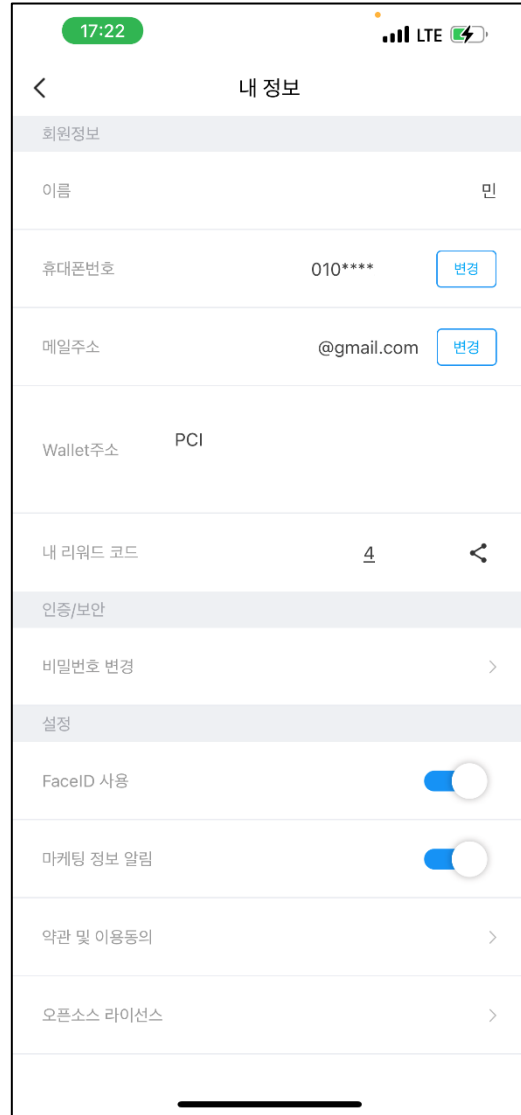 17:22
LTE
내 정보
회원정보
이름 민
휴대폰번호 010**** 변경
메일주소 @gmail.com 변경
Wallet주소 PCI
내 리워드 코드 4
인증/보안
비밀번호 변경
설정
FaceID 사용
마케팅 정보 알림
약관 및 이용동의
오픈소스 라이선스